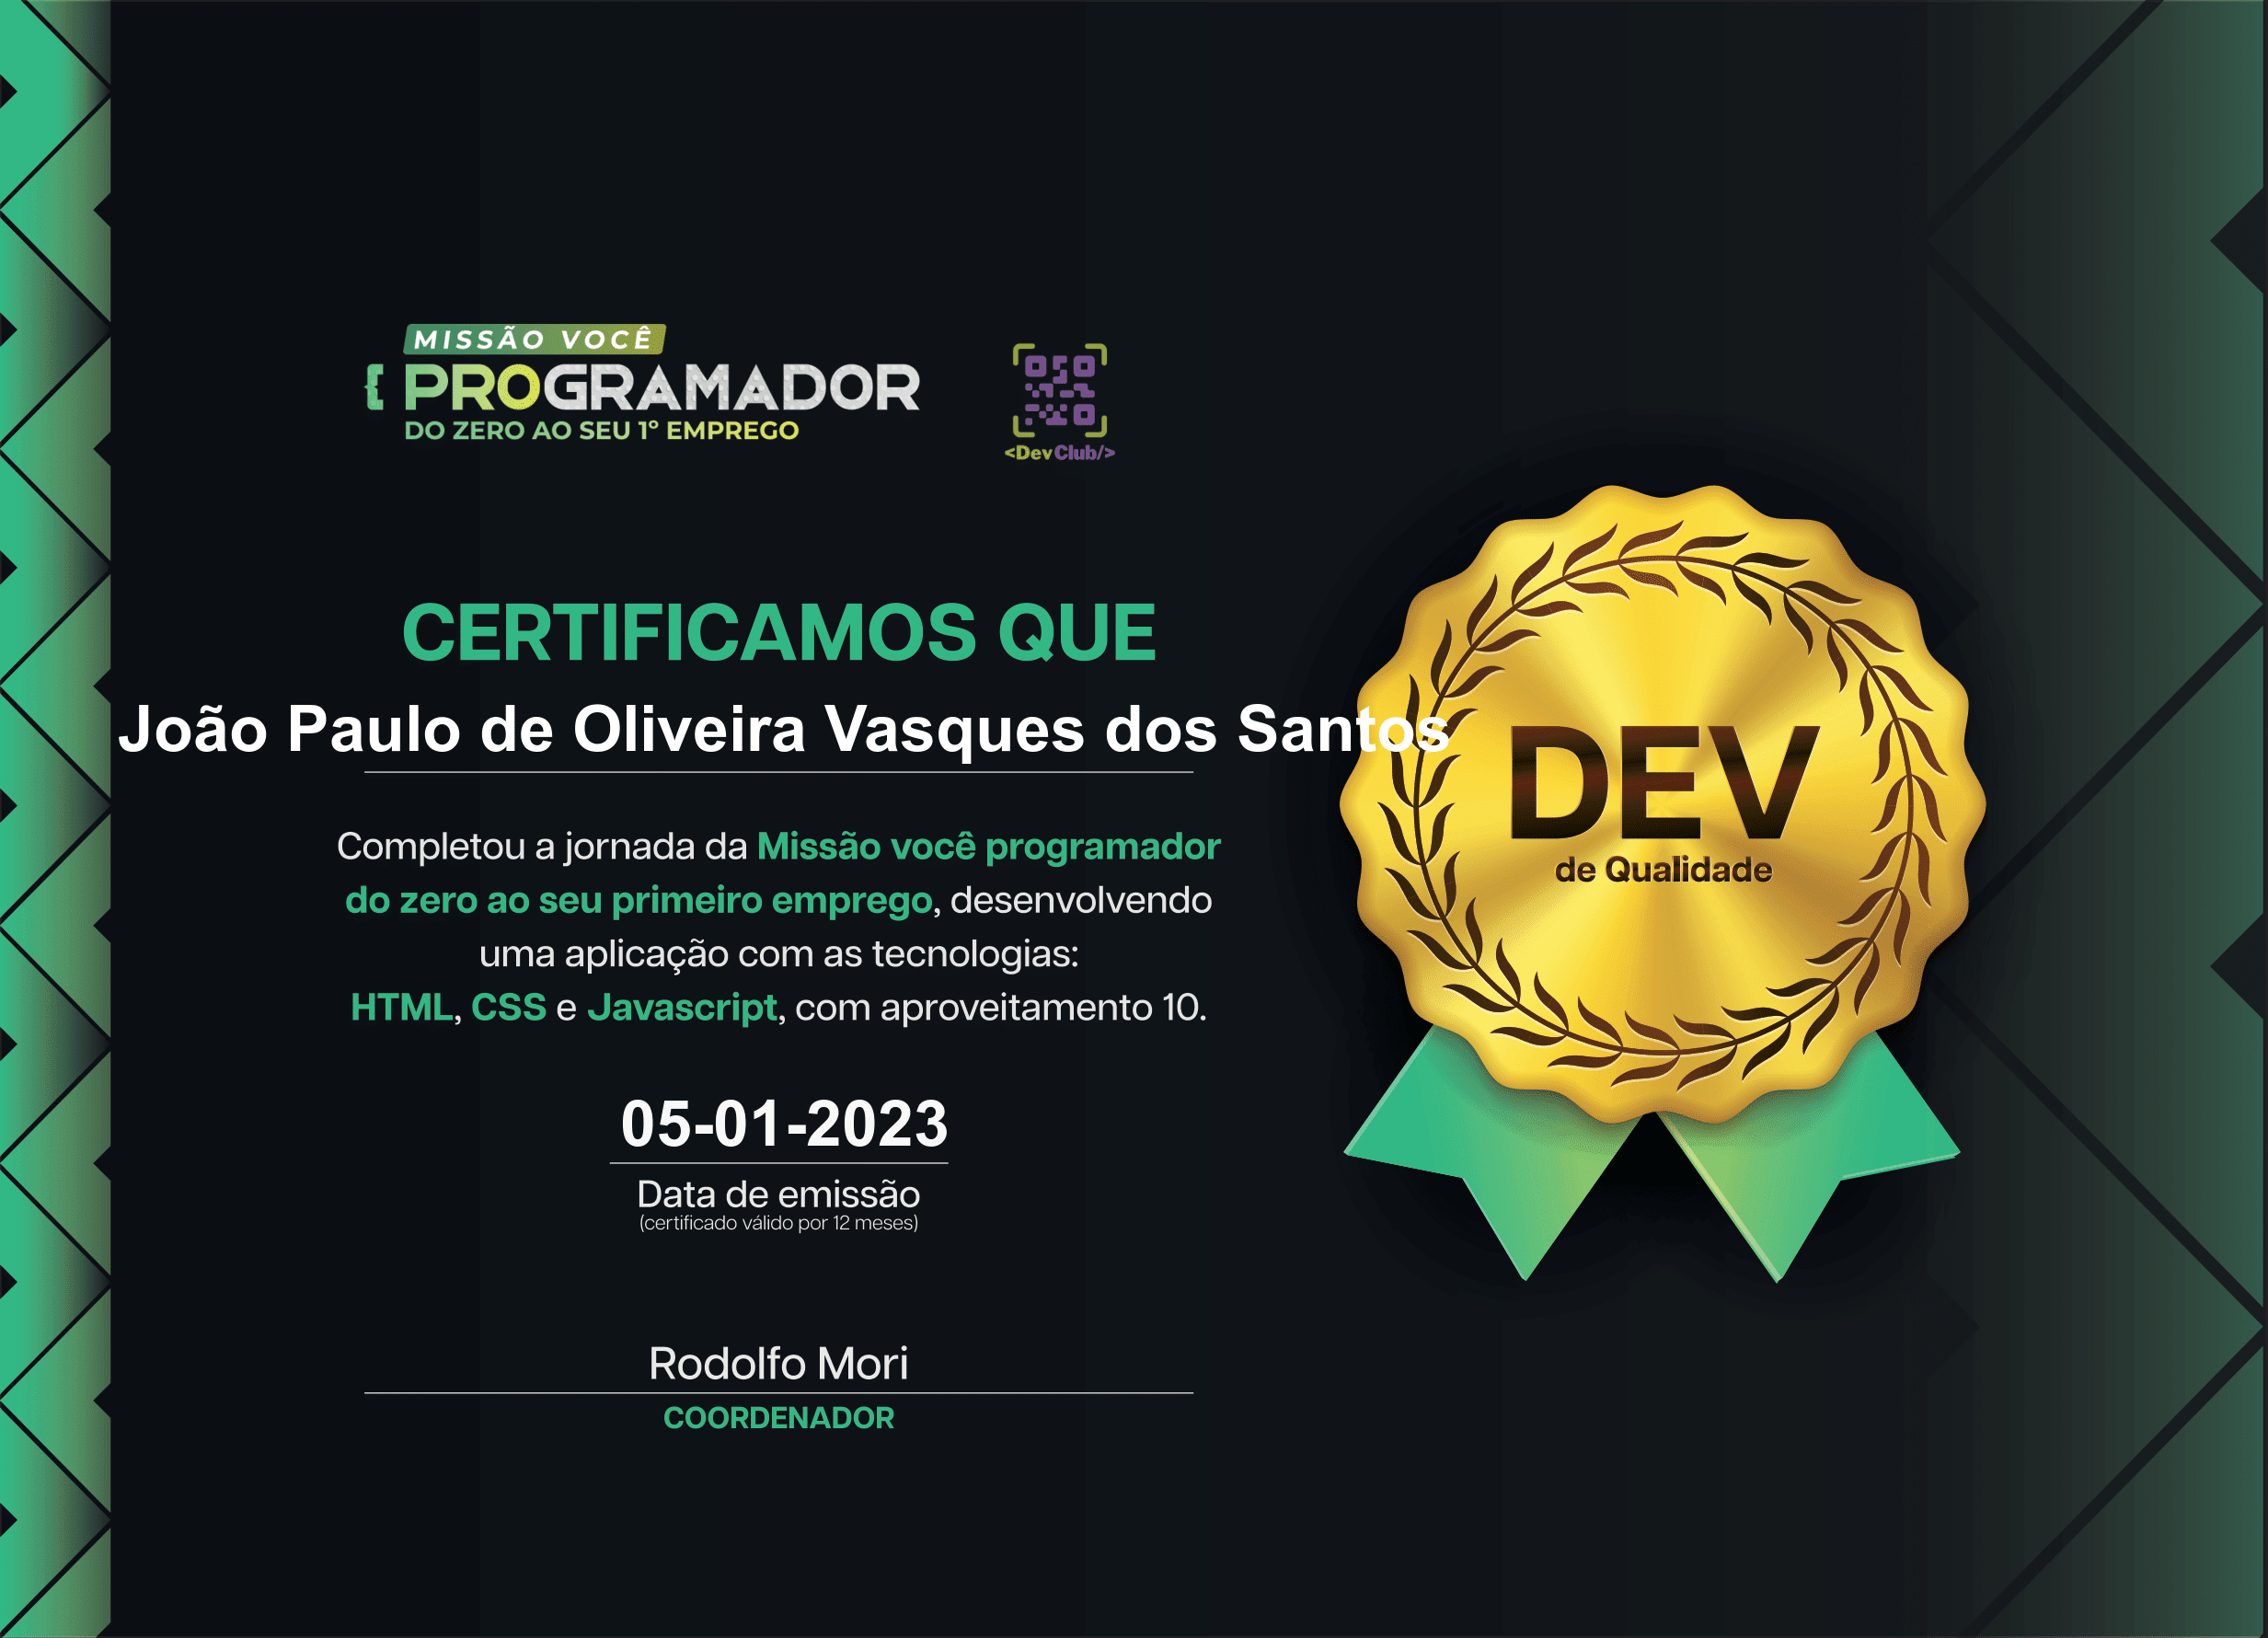 MISSÃO VOCÊ
{ PROGRAMADOR
DO ZERO AO SEU 1º EMPREGO
<DevClub/>
CERTIFICAMOS QUE
João Paulo de Oliveira Vasques dos Santos
Completou a jornada da Missão você programador
do zero ao seu primeiro emprego, desenvolvendo
uma aplicação com as tecnologias:
HTML, CSS e Javascript, com aproveitamento 10.
05-01-2023
Data de emissão
(certificado válido por 12 meses)
Rodolfo Mori
COORDENADOR
DEV
de Qualidade